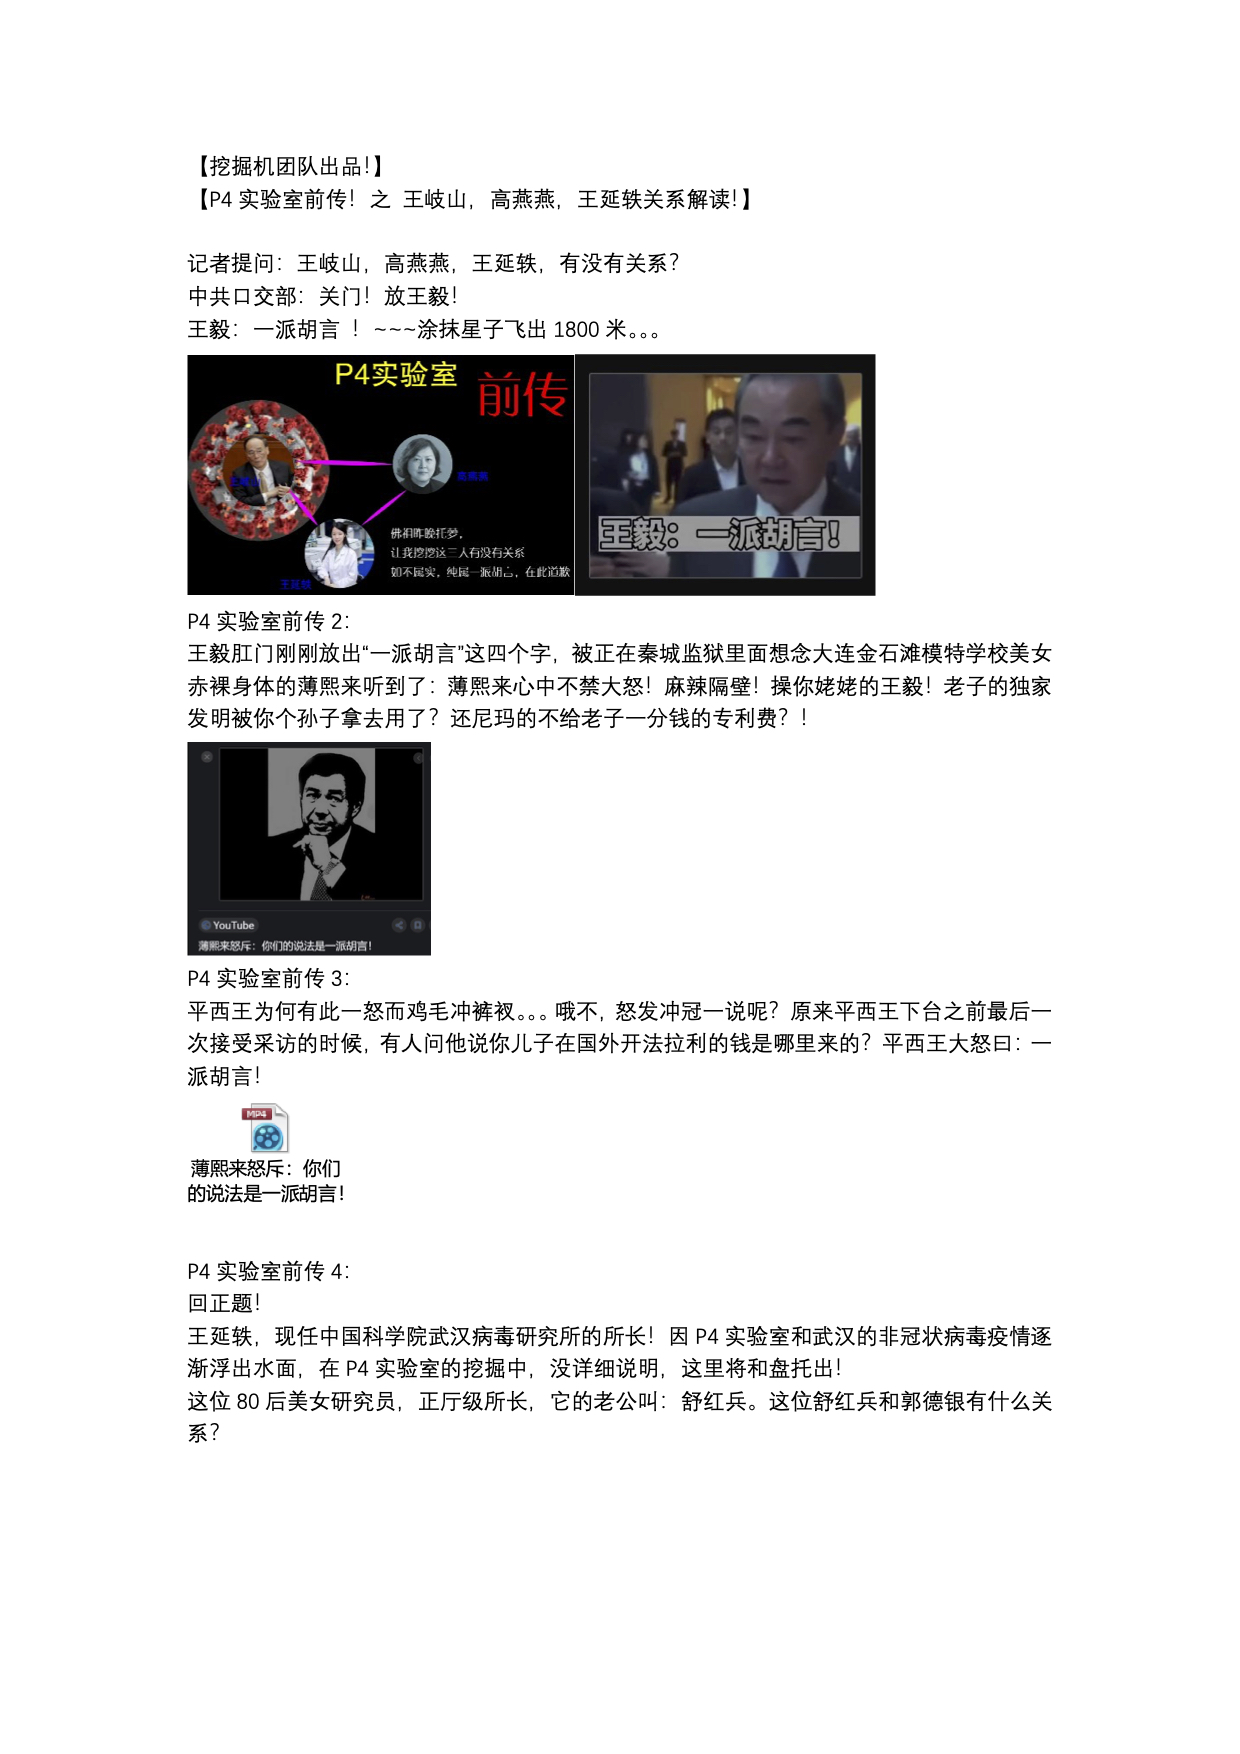 【挖掘机团队出品！】
【P4 实验室前传！之 王岐山，高燕燕，王延轶关系解读！】
记者提问：王岐山，高燕燕，王延轶，有没有关系？
中共口交部：关门！放王毅！
王毅：一派胡言 ！~~~涂抹星子飞出 1800 米。。。
P4实验室
前传
佛祖昨晚托梦，
让我挖挖这三人有没有关系
如不属实，纯属一派胡言，在此道歉
王延轶
王毅：一派胡言！
P4 实验室前传 2：
王毅肛门刚刚放出“一派胡言”这四个字，被正在秦城监狱里面想念大连金石滩模特学校美女
赤裸身体的薄熙来听到了：薄熙来心中不禁大怒！麻辣隔壁！操你姥姥的王毅！老子的独家
发明被你个孙子拿去用了？还尼玛的不给老子一分钱的专利费？！
YouTube
薄熙来怒斥：你们的说法是一派胡言！
P4 实验室前传 3：
平西王为何有此一怒而鸡毛冲裤衩。。。哦不，怒发冲冠一说呢？原来平西王下台之前最后一
次接受采访的时候，有人问他说你儿子在国外开法拉利的钱是哪里来的？平西王大怒曰：一
派胡言！
MP4
薄熙来怒斥：你们
的说法是一派胡言！
P4 实验室前传 4：
回正题！
王延轶，现任中国科学院武汉病毒研究所的所长！因 P4 实验室和武汉的非冠状病毒疫情逐
渐浮出水面，在 P4 实验室的挖掘中，没详细说明，这里将和盘托出！
这位 80 后美女研究员，正厅级所长，它的老公叫：舒红兵。这位舒红兵和郭德银有什么关
系？